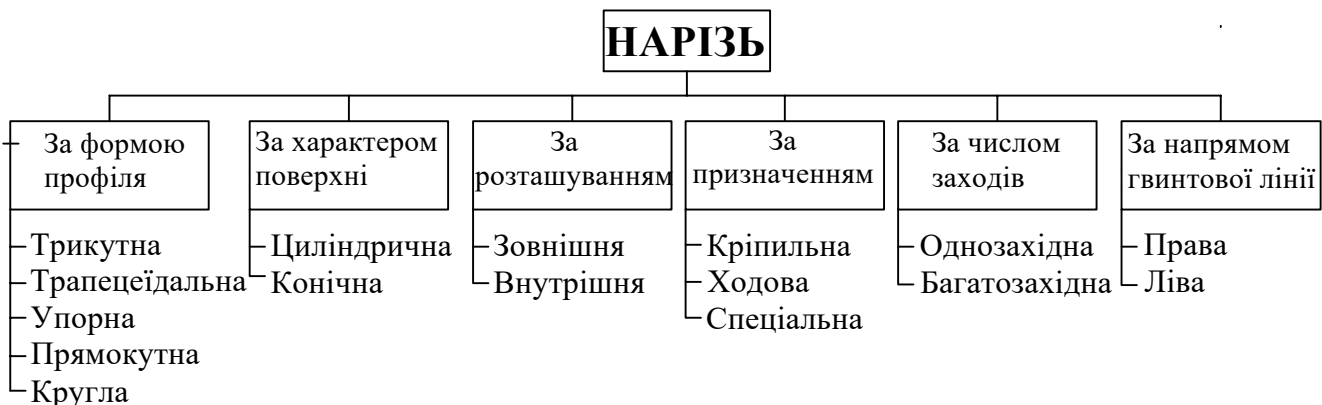 НАРІЗЬ
За формою
профіля
Трикутна
Трапецеїдальна
Упорна
Прямокутна
Кругла
За характером
поверхні
Циліндрична
Конічна
За
розташуванням
Зовнішня
Внутрішня
За
призначенням
Кріпильна
Ходова
Спеціальна
За числом
заходів
Однозахідна
Багатозахідна
За напрямом
гвинтової лінії
Права
Ліва